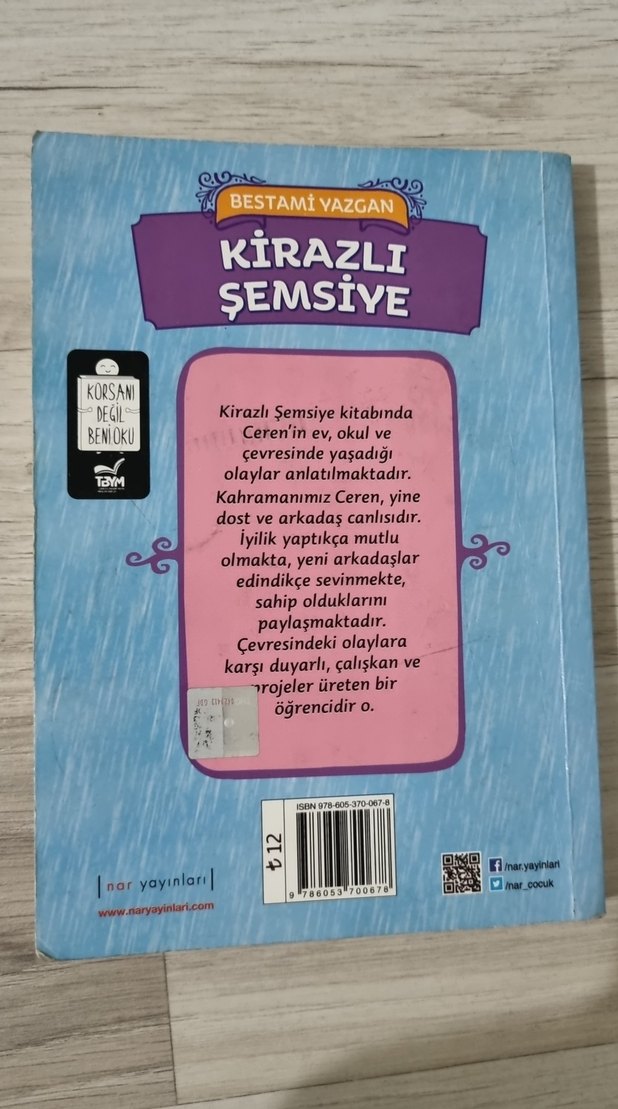 BESTAMİ YAZGAN
KİRAZLI
ŞEMSİYE
KORSANI
DEĞİL
BENİ OKU
TBYM
Kirazlı Şemsiye kitabında
Ceren'in ev, okul ve
çevresinde yaşadığı
olaylar anlatılmaktadır.
Kahramanımız Ceren, yine
dost ve arkadaş canlısıdır.
İyilik yaptıkça mutlu
olmakta, yeni arkadaşlar
edindikçe sevinmekte,
sahip olduklarını
paylaşmaktadır.
Çevresindeki olaylara
karşı duyarlı, çalışkan ve
projeler üreten bir
öğrencidir o.
ISBN 978-605-370-067-8
₺ 12
9 786053 700678
nar yayınları
www.naryayinlari.com
/nar.yayinlari
/nar_cocuk